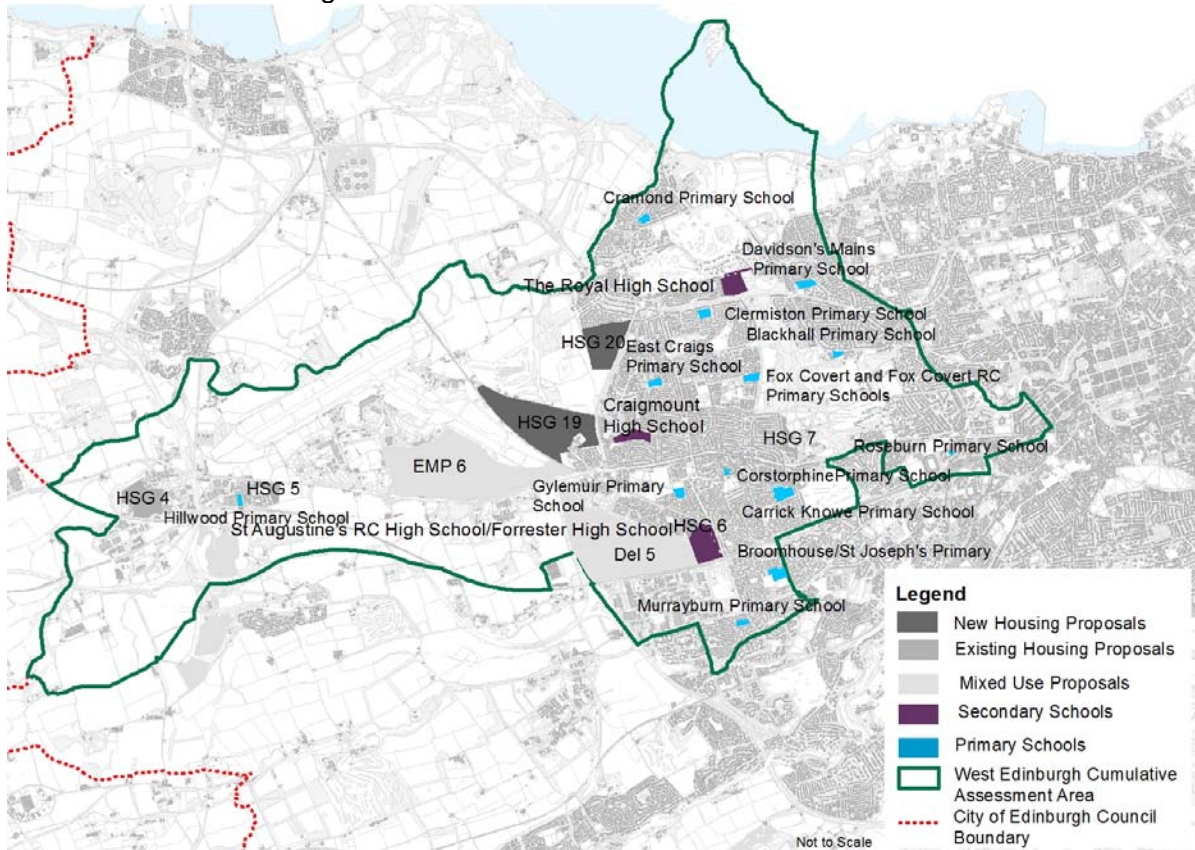 Cramond Primary School
Davidson's Mains
Primary School
The Royal High School
Clermiston Primary School
Blackhall Primary School
HSG 20
East Craigs
Primary School
Fox Covert and Fox Covert RC
Primary Schools
Craigmount
High School
HSG 19
HSG 7
Roseburn Primary School
EMP 6
Gylemuir Primary
School
Corstorphine Primary School
HSG 4
HSG 5
Hillwood Primary School
Carrick Knowe Primary School
St Augustine's RC High School/Forrester High School
HSG 6
Del 5
Broomhouse/St Joseph's Primary
Murrayburn Primary School
Legend
New Housing Proposals
Existing Housing Proposals
Mixed Use Proposals
Secondary Schools
Primary Schools
West Edinburgh Cumulative
Assessment Area
City of Edinburgh Council
Boundary
Not to Scale